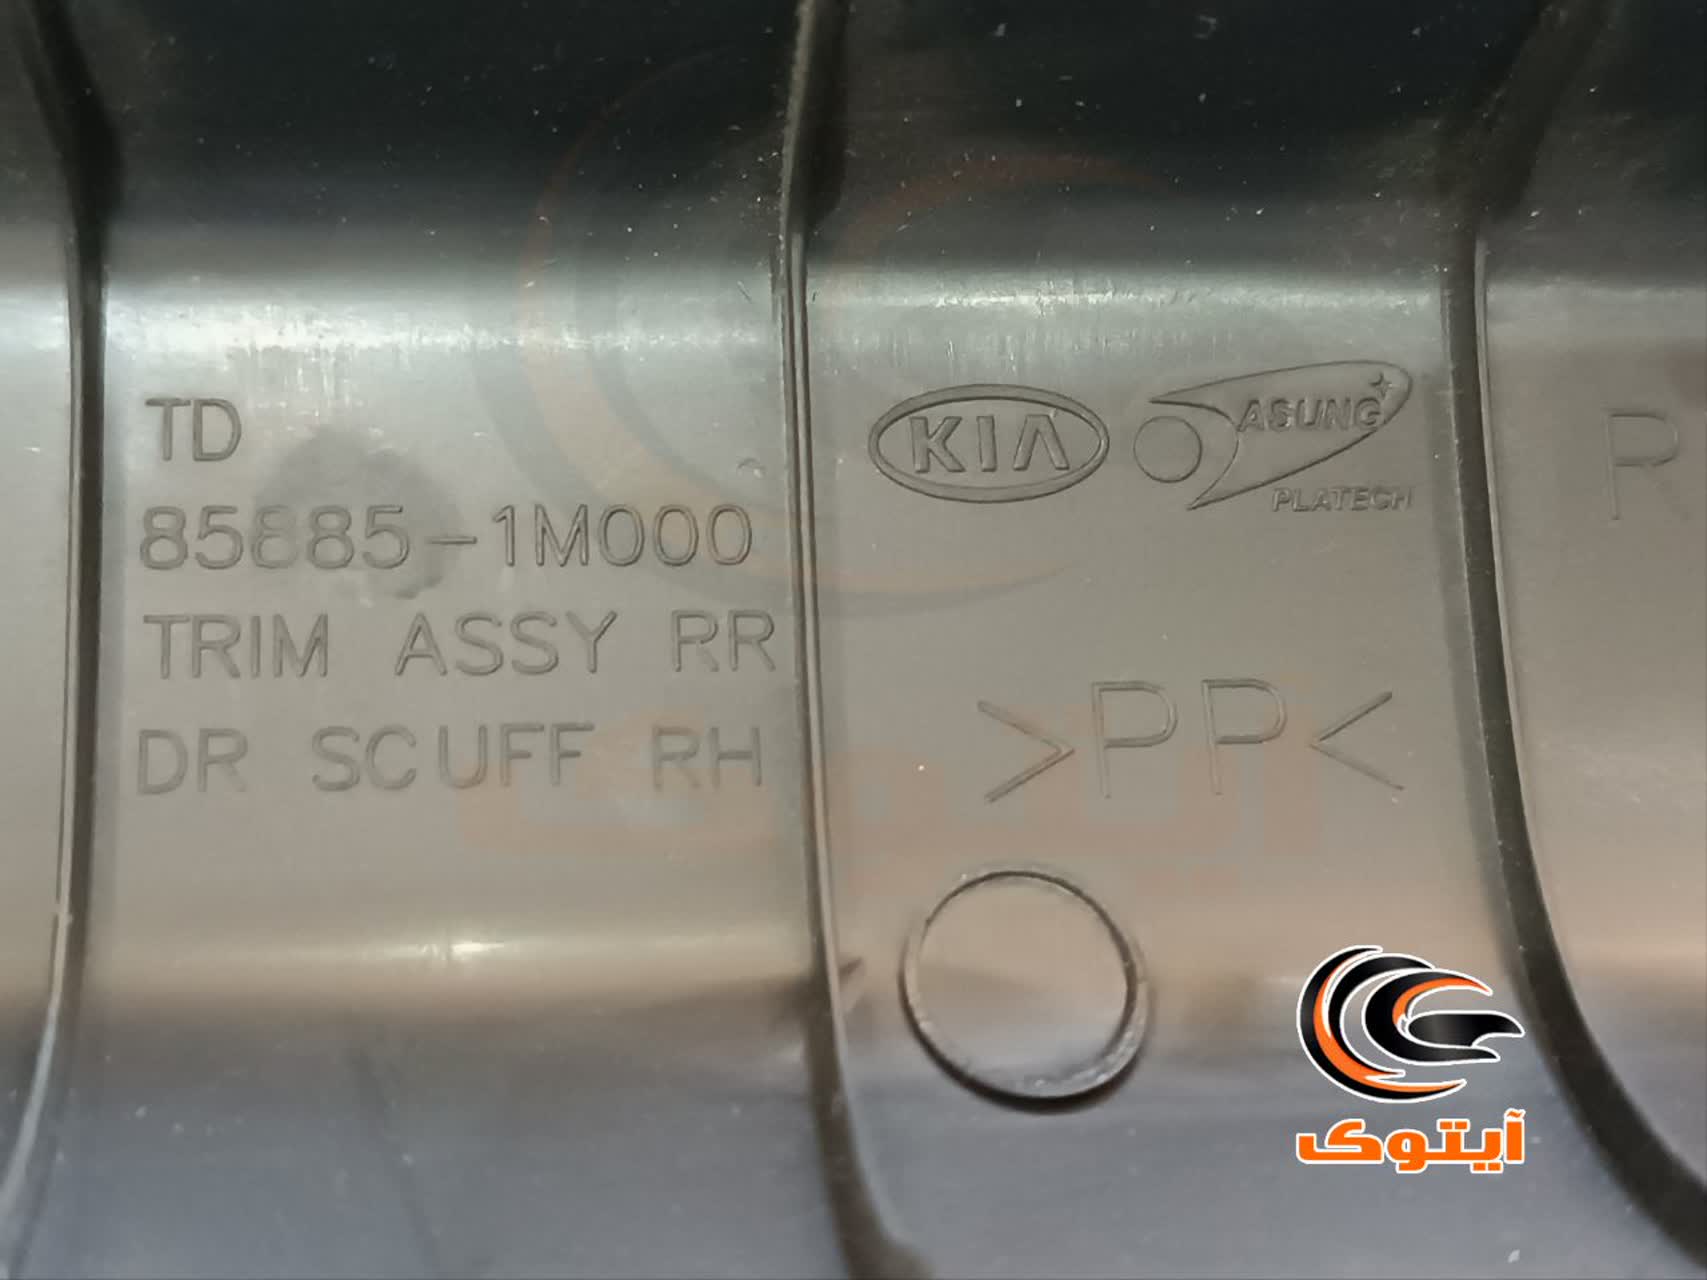 TD
85885-1M000
TRIM ASSY RR
DR SCUFF RH
KIA
ASUNG
PLATECH
>PP<
R
آیتوک